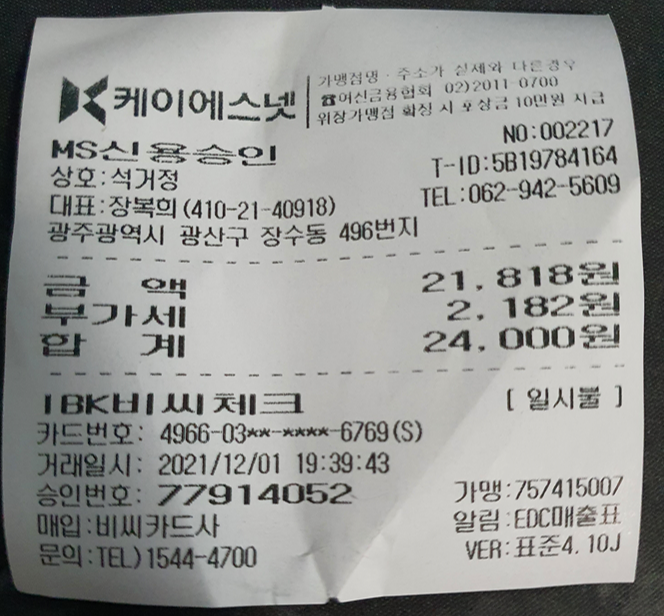 케이에스넷
가맹점명·주소가 실제와 다른경우
☎여신금융협회 02)2011-0700
위장가맹점 확정 시 포상금 10만원 지급
MS신용승인
NO:002217
상호:석거정
T-ID:5B19784164
대표:장복희(410-21-40918)
TEL:062-942-5609
광주광역시 광산구 장수동 496번지
금 액 21,818원
부가세 2,182원
합 계 24,000원
IBK비씨체크 [ 일시불 ]
카드번호: 4966-03**-****-6769(S)
거래일시: 2021/12/01 19:39:43
승인번호: 77914052 가맹:757415007
매입:비씨카드사 알림:EDC매출표
문의:TEL)1544-4700 VER:표준4.10J